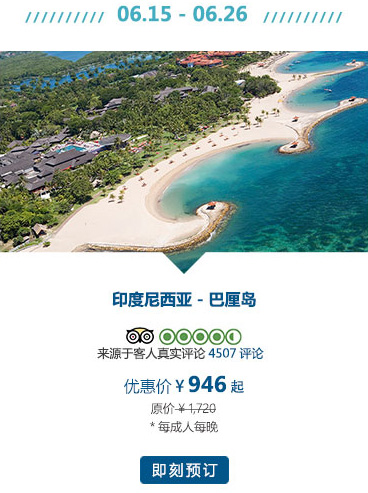 06.15 - 06.26
印度尼西亚 - 巴厘岛
来源于客人真实评论 4507 评论
优惠价 ¥ 946 起
原价 ¥ 1,720
* 每成人每晚
即刻预订